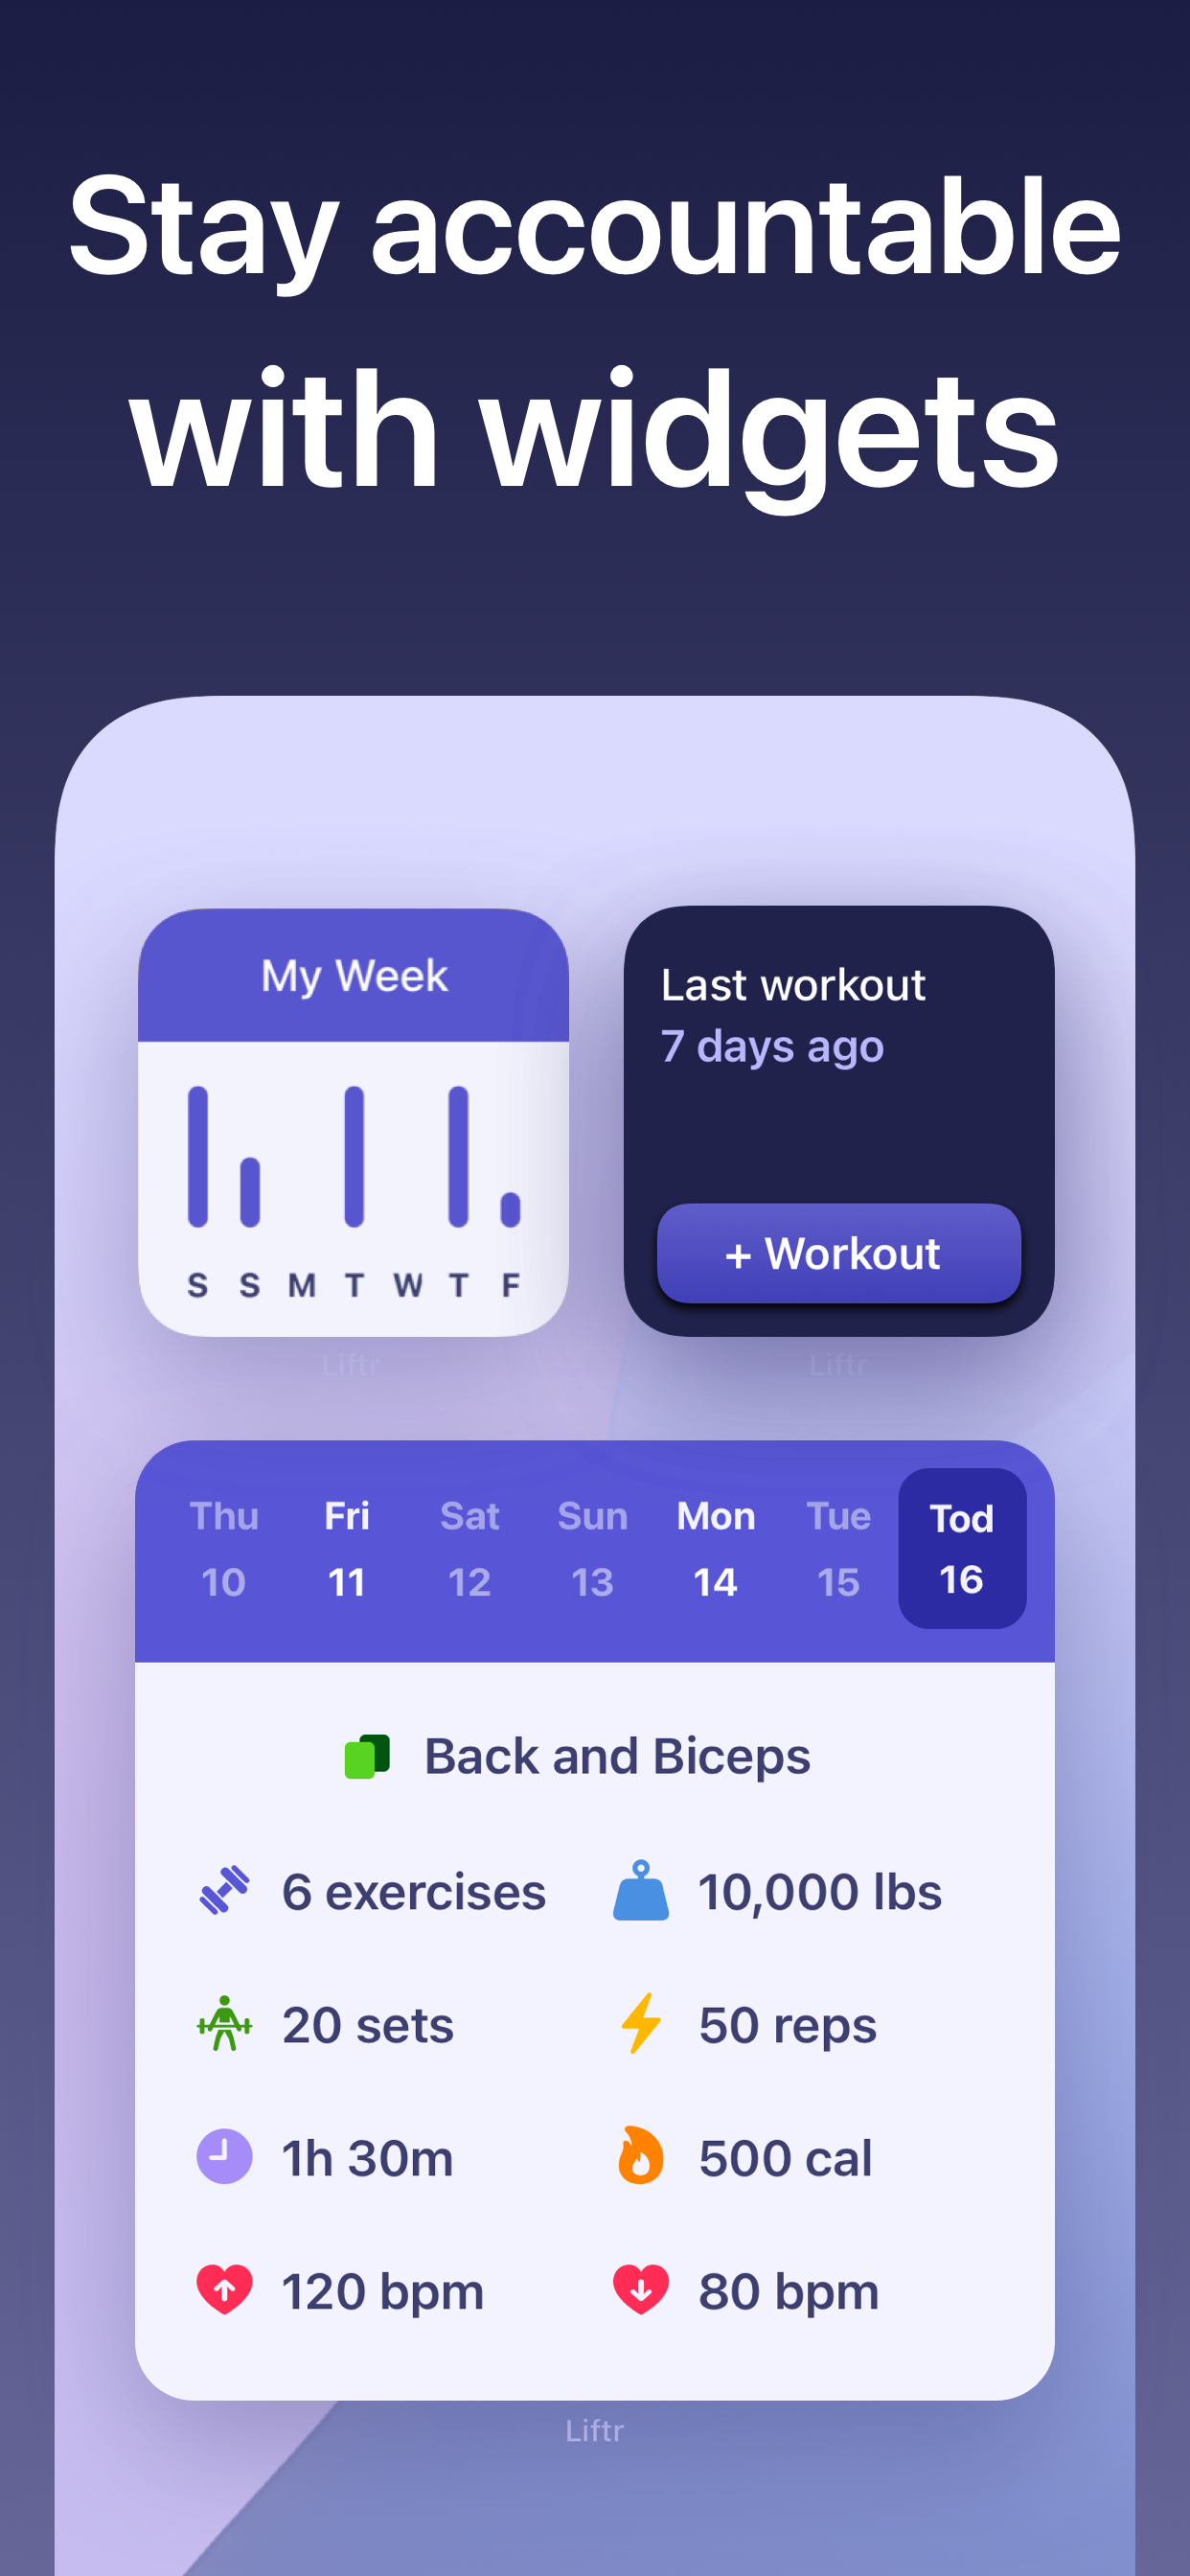 Stay accountable
with widgets
My Week
S S M T W T F
Liftr
Last workout
7 days ago
+ Workout
Liftr
Thu Fri Sat Sun Mon Tue Tod
10 11 12 13 14 15 16
Back and Biceps
6 exercises 10,000 lbs
20 sets 50 reps
1h 30m 500 cal
120 bpm 80 bpm
Liftr